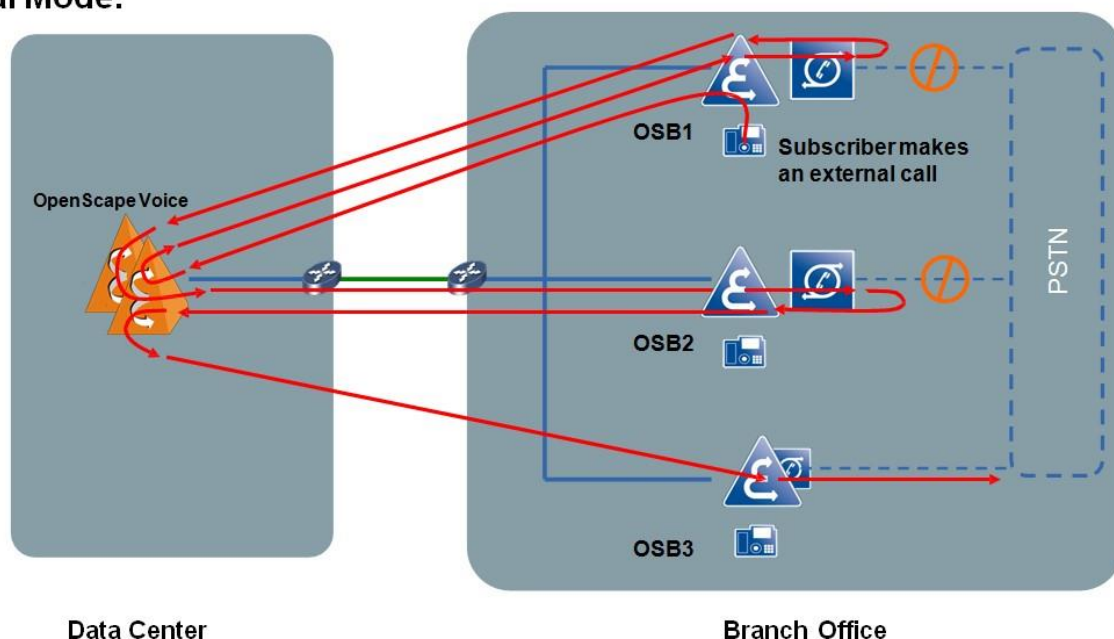 Mode:
OSB1
Subscriber makes
an external call
OpenScape Voice
PSTN
OSB2
OSB3
Data Center
Branch Office